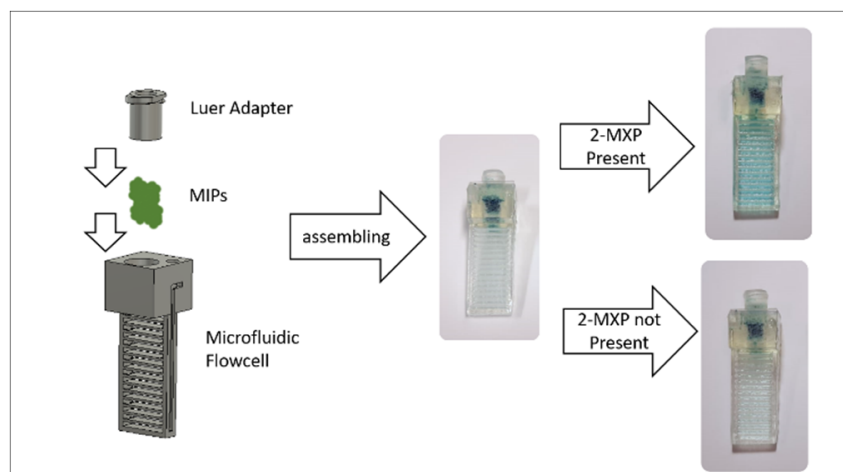 Luer Adapter
MIPs
Microfluidic
Flowcell
assembling
2-MXP
Present
2-MXP not
Present